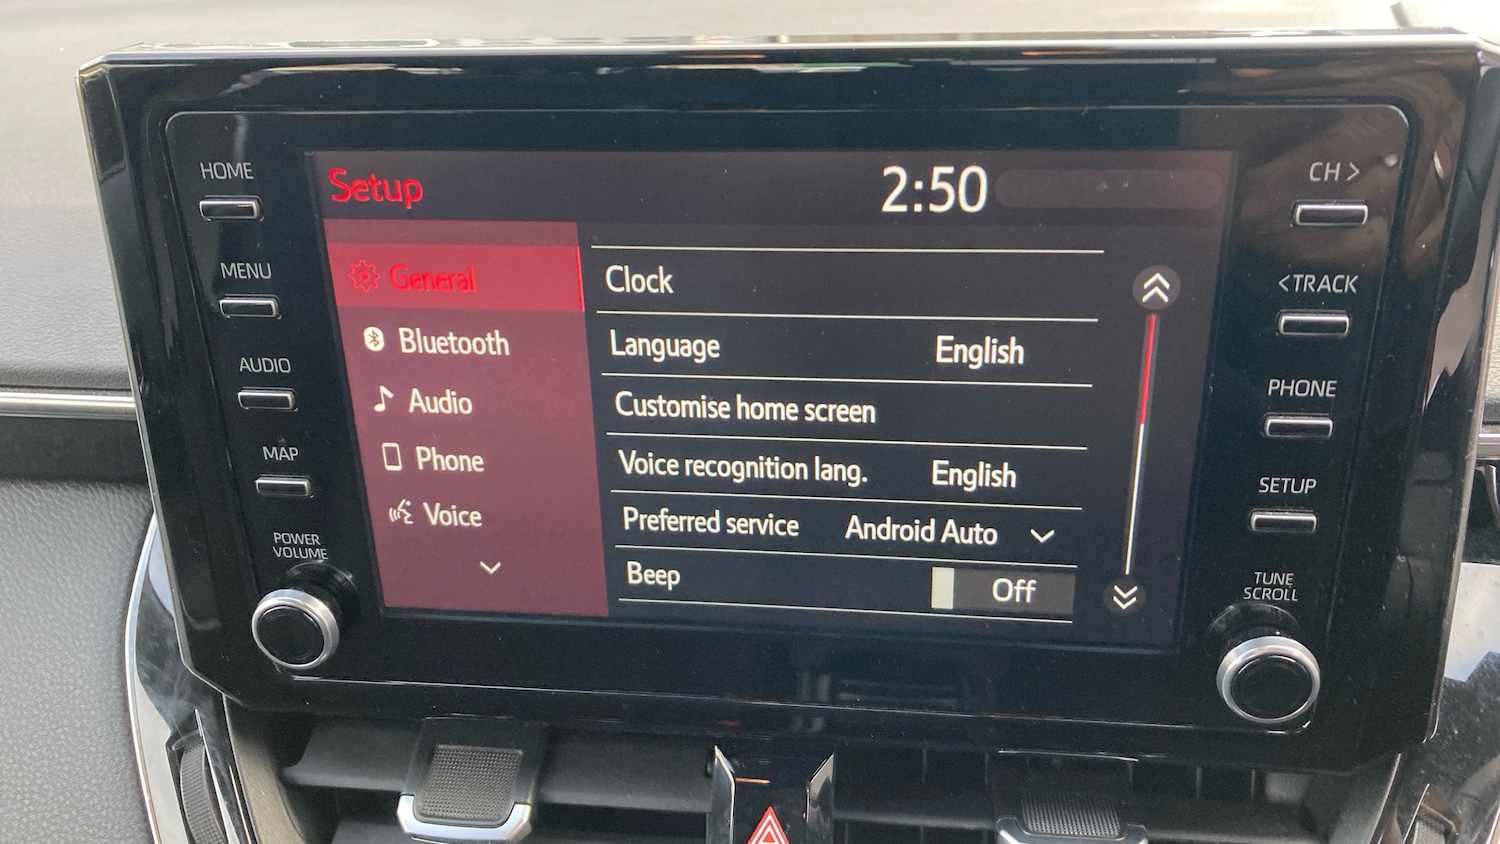 HOME
MENU
AUDIO
MAP
POWER
VOLUME
Setup
2:50
General
Bluetooth
Audio
Phone
Voice
Clock
Language English
Customise home screen
Voice recognition lang. English
Preferred service Android Auto
Beep Off
CH >
< TRACK
PHONE
SETUP
TUNE
SCROLL